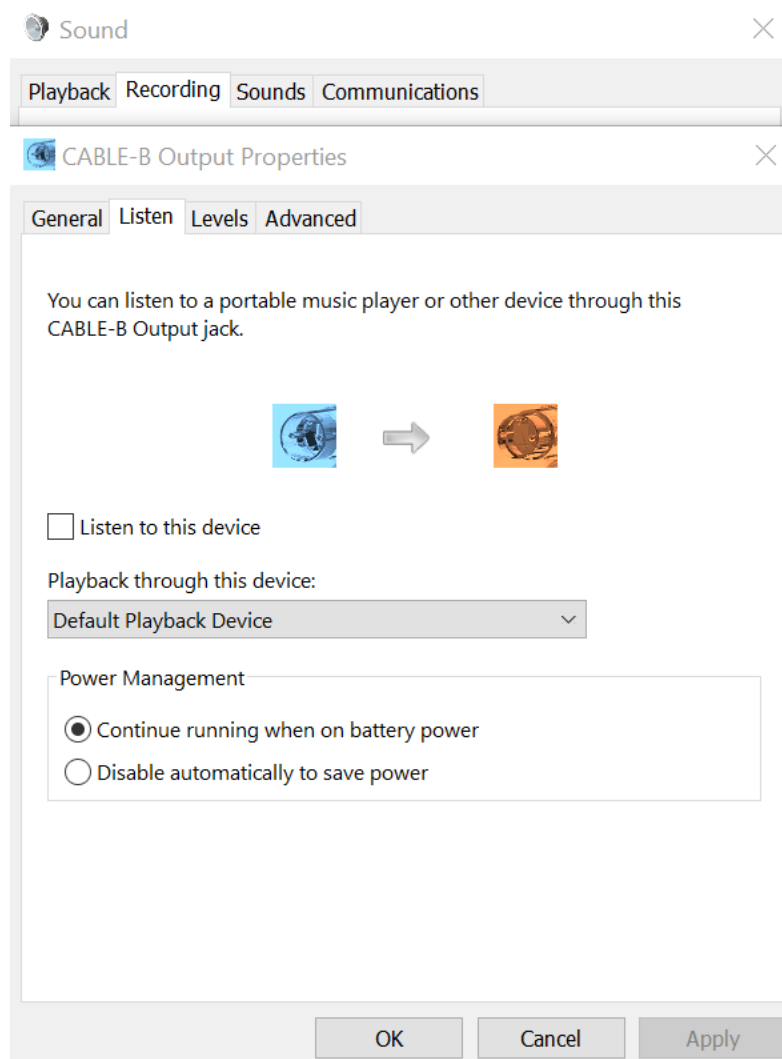 Sound
Playback Recording Sounds Communications
CABLE-B Output Properties
General Listen Levels Advanced
You can listen to a portable music player or other device through this
CABLE-B Output jack.
Listen to this device
Playback through this device:
Default Playback Device
Power Management
Continue running when on battery power
Disable automatically to save power
OK Cancel Apply